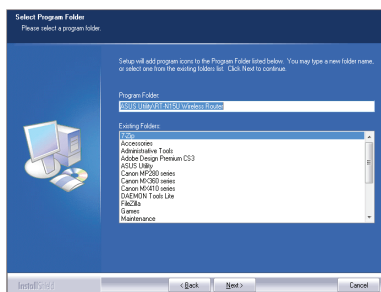 Select Program Folder
Please select a program folder.
Setup will add program icons to the Program Folder listed below. You may type a new folder name,
or select one from the existing folders list. Click Next to continue.
Program Folder:
ASUS Utility\RT-N15U Wireless Router
Existing Folders:
7-Zip
Accessories
Administrative Tools
Adobe Design Premium CS3
ASUS Utility
Canon MP280 series
Canon MX360 series
Canon MX410 series
DAEMON Tools Lite
FileZilla
Games
Maintenance
InstallShield
< Back
Next >
Cancel